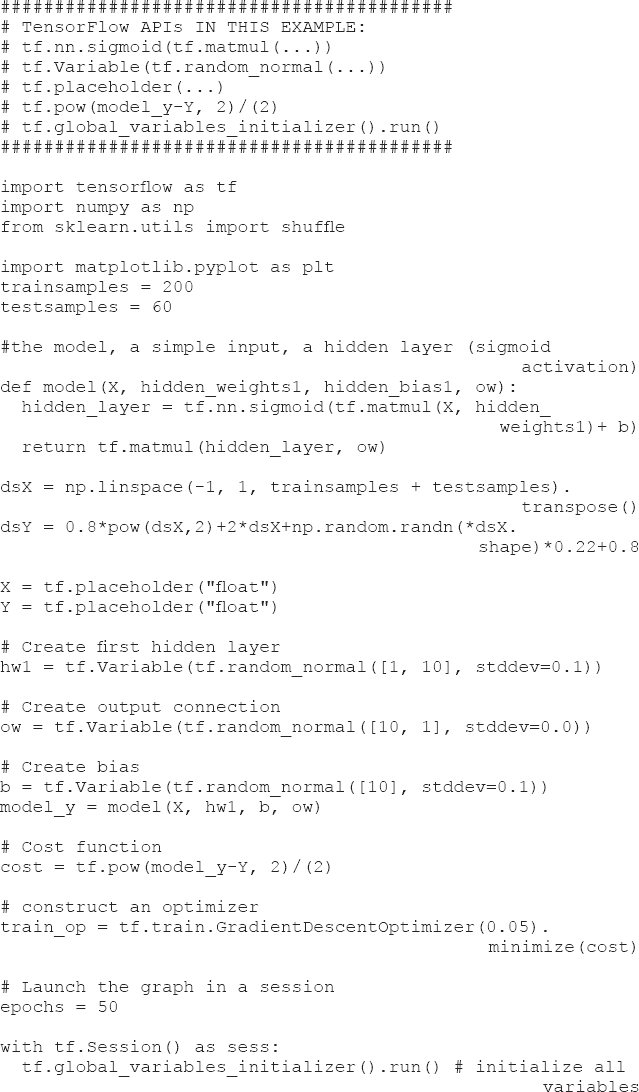 ##########################################
# TensorFlow APIs IN THIS EXAMPLE:
# tf.nn.sigmoid(tf.matmul(...))
# tf.Variable(tf.random_normal(...))
# tf.placeholder(...)
# tf.pow(model_y-Y, 2)/(2)
# tf.global_variables_initializer().run()
##########################################
import tensorflow as tf
import numpy as np
from sklearn.utils import shuffle
import matplotlib.pyplot as plt
trainsamples = 200
testsamples = 60
#the model, a simple input, a hidden layer (sigmoid
activation)
def model(X, hidden_weights1, hidden_bias1, ow):
  hidden_layer = tf.nn.sigmoid(tf.matmul(X, hidden_
weights1)+ b)
  return tf.matmul(hidden_layer, ow)
dsX = np.linspace(-1, 1, trainsamples + testsamples).
transpose()
dsY = 0.8*pow(dsX,2)+2*dsX+np.random.randn(*dsX.
shape)*0.22+0.8
X = tf.placeholder("float")
Y = tf.placeholder("float")
# Create first hidden layer
hw1 = tf.Variable(tf.random_normal([1, 10], stddev=0.1))
# Create output connection
ow = tf.Variable(tf.random_normal([10, 1], stddev=0.0))
# Create bias
b = tf.Variable(tf.random_normal([10], stddev=0.1))
model_y = model(X, hw1, b, ow)
# Cost function
cost = tf.pow(model_y-Y, 2)/(2)
# construct an optimizer
train_op = tf.train.GradientDescentOptimizer(0.05).
minimize(cost)
# Launch the graph in a session
epochs = 50
with tf.Session() as sess:
  tf.global_variables_initializer().run() # initialize all
variables